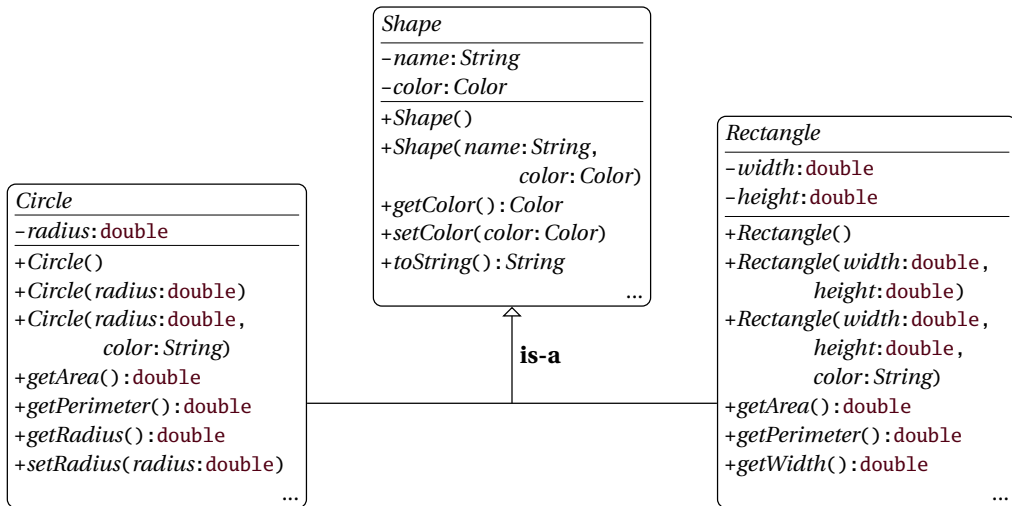 Shape
–name:String
–color:Color
+Shape()
+Shape(name:String,
color:Color)
+getColor():Color
+setColor(color:Color)
+toString():String
...
is-a
Circle
–radius:double
+Circle()
+Circle(radius:double)
+Circle(radius:double,
color:String)
+getArea():double
+getPerimeter():double
+getRadius():double
+setRadius(radius:double)
...
Rectangle
–width:double
–height:double
+Rectangle()
+Rectangle(width:double,
height:double)
+Rectangle(width:double,
height:double,
color:String)
+getArea():double
+getPerimeter():double
+getWidth():double
...